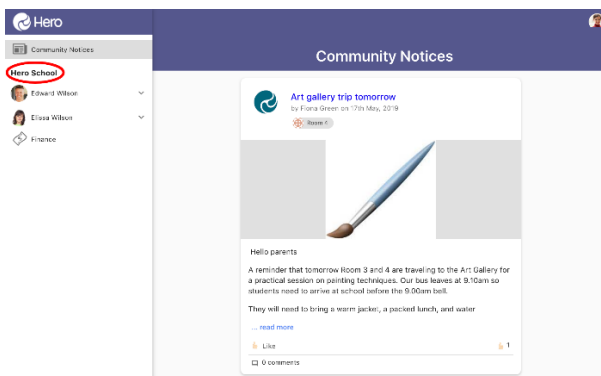 Hero
Community Notices
Hero School
Edward Wilson
Elissa Wilson
Finance
Community Notices
Art gallery trip tomorrow
by Fiona Green on 17th May, 2019
Room
Hello parents
A reminder that tomorrow Room 3 and 4 are traveling to the Art Gallery for
a practical session on painting techniques. Our bus leaves at 9.10am so
students need to arrive at school before the 9.00am bell.
They will need to bring a warm jacket, a packed lunch, and water
... read more
Like
1
0 comments